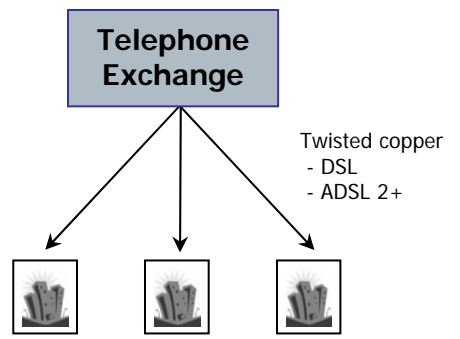 Telephone
Exchange
Twisted copper
- DSL
- ADSL 2+